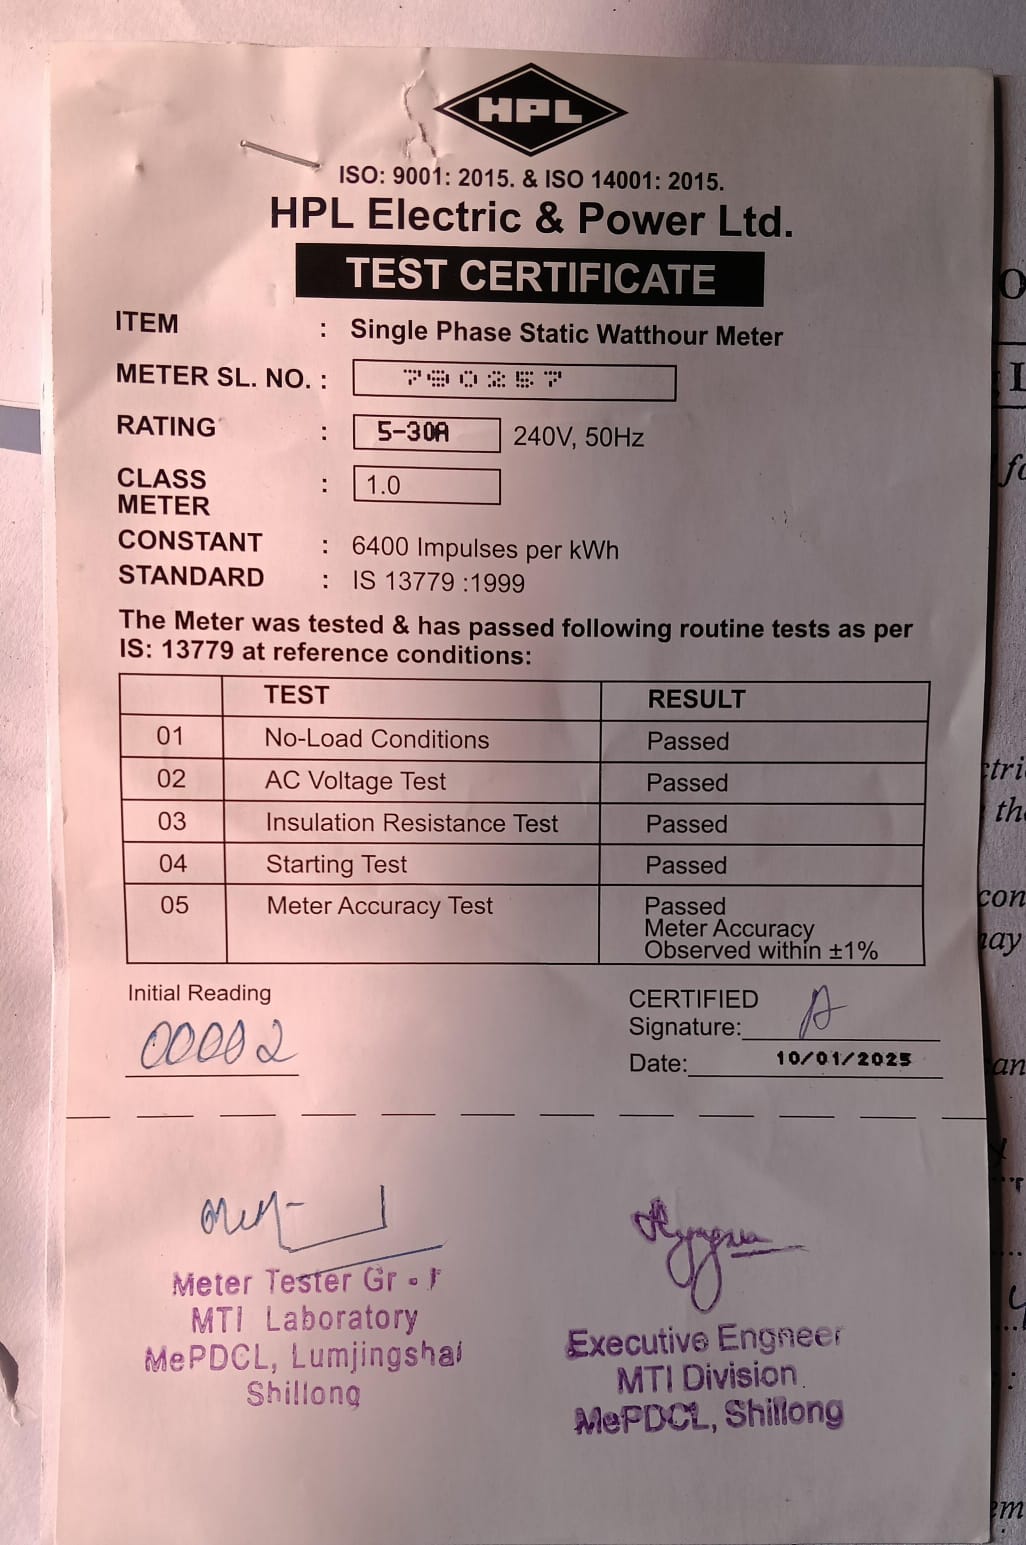 HPL
ISO: 9001: 2015. & ISO 14001: 2015.
HPL Electric & Power Ltd.
TEST CERTIFICATE
ITEM : Single Phase Static Watthour Meter
METER SL. NO. : 790257
RATING : 5-30A 240V, 50Hz
CLASS : 1.0
METER
CONSTANT : 6400 Impulses per kWh
STANDARD : IS 13779 :1999
The Meter was tested & has passed following routine tests as per
IS: 13779 at reference conditions:
TEST RESULT
01 No-Load Conditions Passed
02 AC Voltage Test Passed
03 Insulation Resistance Test Passed
04 Starting Test Passed
05 Meter Accuracy Test Passed
Meter Accuracy
Observed within ±1%
Initial Reading
00002
CERTIFIED
Signature:
Date: 10/01/2025
Meter Tester Gr - I
MTI Laboratory
MePDCL, Lumjingshai
Shillong
Executive Engneer
MTI Division
MePDCL, Shillong